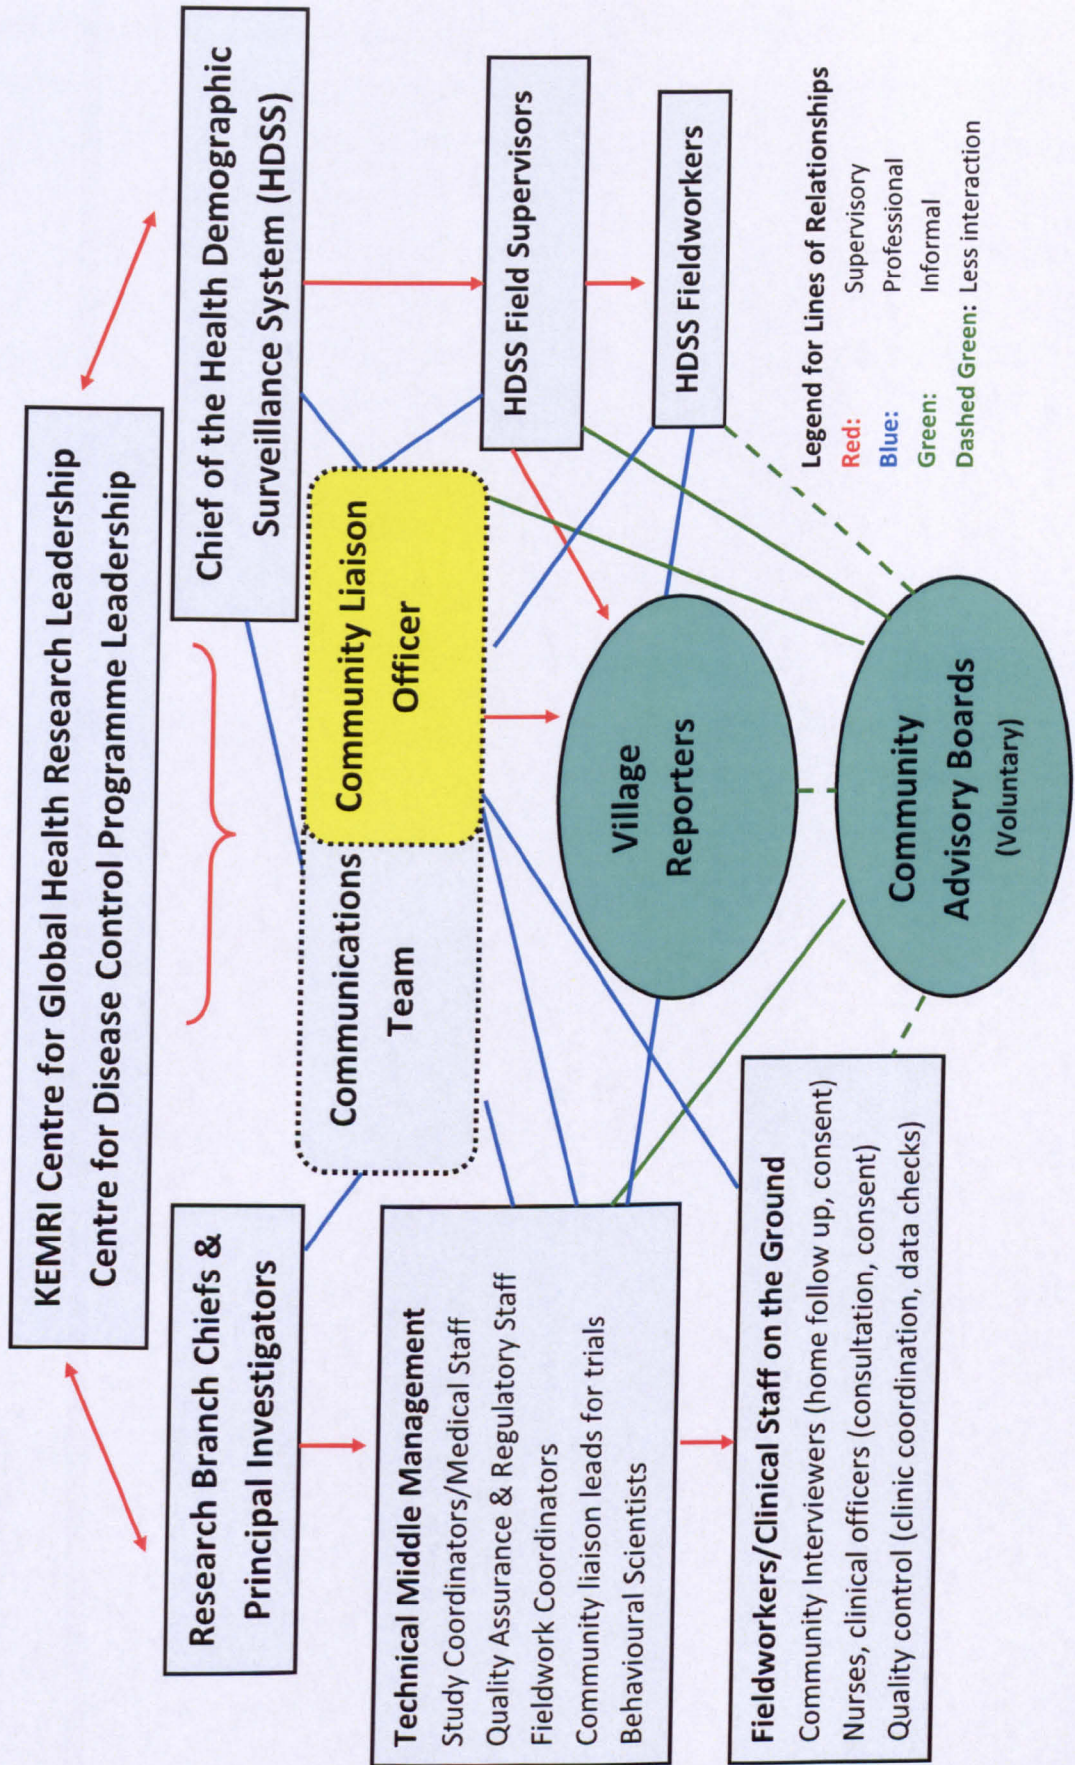 KEMRI Centre for Global Health Research Leadership
Centre for Disease Control Programme Leadership
Research Branch Chiefs &
Principal Investigators
Chief of the Health Demographic
Surveillance System (HDSS)
Communications
Team
Community Liaison
Officer
Technical Middle Management
Study Coordinators/Medical Staff
Quality Assurance & Regulatory Staff
Fieldwork Coordinators
Community liaison leads for trials
Behavioural Scientists
HDSS Field Supervisors
Village
Reporters
HDSS Fieldworkers
Fieldworkers/Clinical Staff on the Ground
Community Interviewers (home follow up, consent)
Nurses, clinical officers (consultation, consent)
Quality control (clinic coordination, data checks)
Community
Advisory Boards
(Voluntary)
Legend for Lines of Relationships
Red: Supervisory
Blue: Professional
Green: Informal
Dashed Green: Less interaction